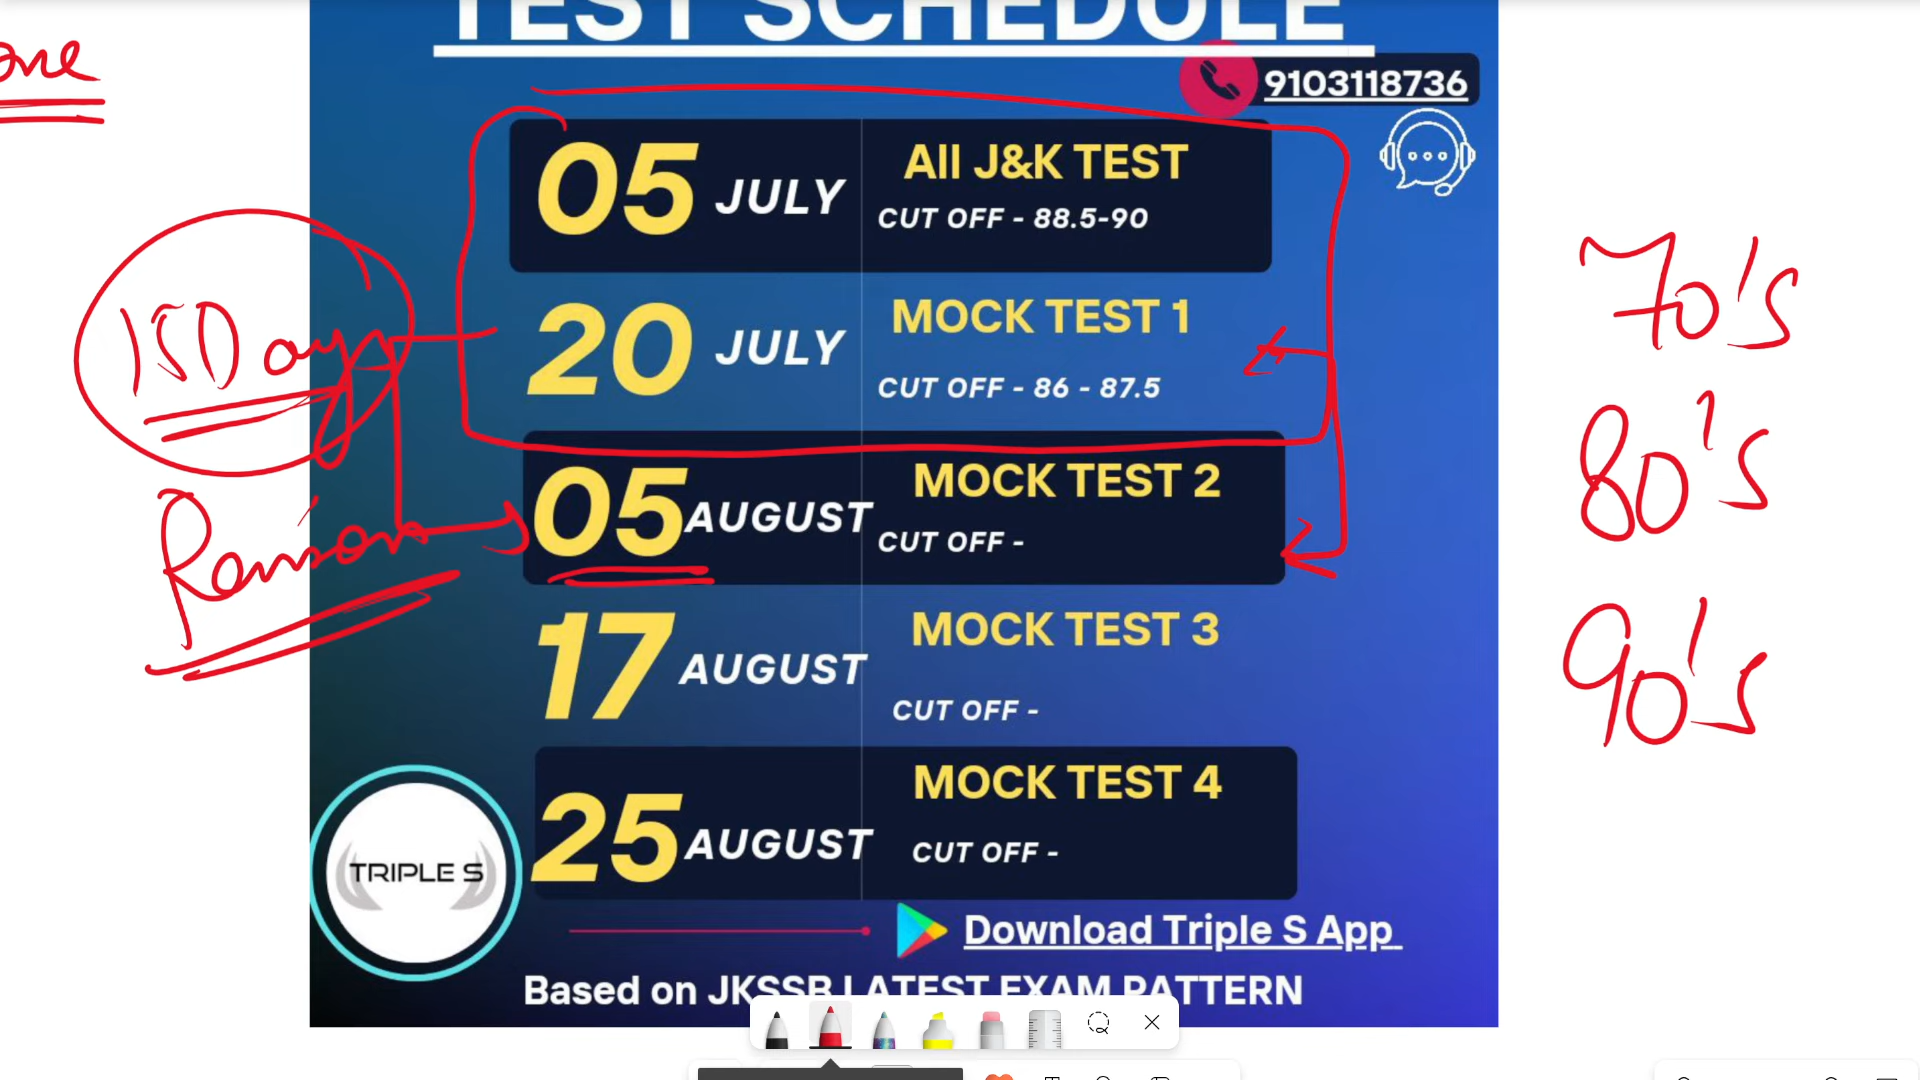 TEST SCHEDULE
one
9103118736
05 JULY
All J&K TEST
CUT OFF - 88.5-90
20 JULY
MOCK TEST 1
CUT OFF - 86 - 87.5
05 AUGUST
MOCK TEST 2
CUT OFF -
17 AUGUST
MOCK TEST 3
CUT OFF -
25 AUGUST
MOCK TEST 4
CUT OFF -
15 Days
70's
80's
90's
TRIPLE S
Download Triple S App
Based on JKSSB LATEST EXAM PATTERN